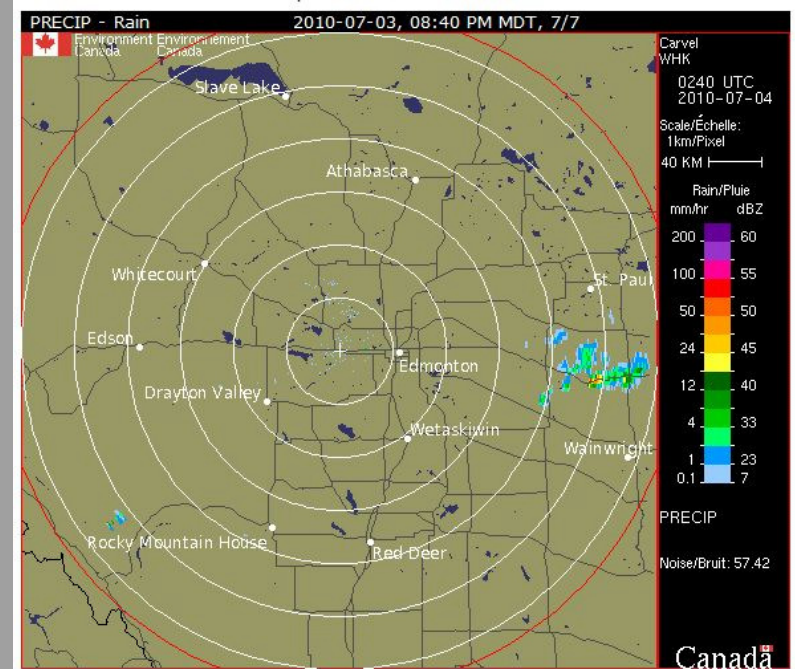 PRECIP - Rain 2010-07-03, 08:40 PM MDT, 7/7
Environment Environnement
Canada Canada
Slave Lake
Athabasca
Whitecourt
St. Paul
Edson
Edmonton
Drayton Valley
Wetaskiwin
Wainwright
Rocky Mountain House
Red Deer
Carvel
WHK
0240 UTC
2010-07-04
Scale/Échelle:
1km/Pixel
40 KM
Rain/Pluie
mm/hr dBZ
200 60
100 55
50 50
24 45
12 40
4 33
1 23
0.1 7
PRECIP
Noise/Bruit: 57.42
Canada